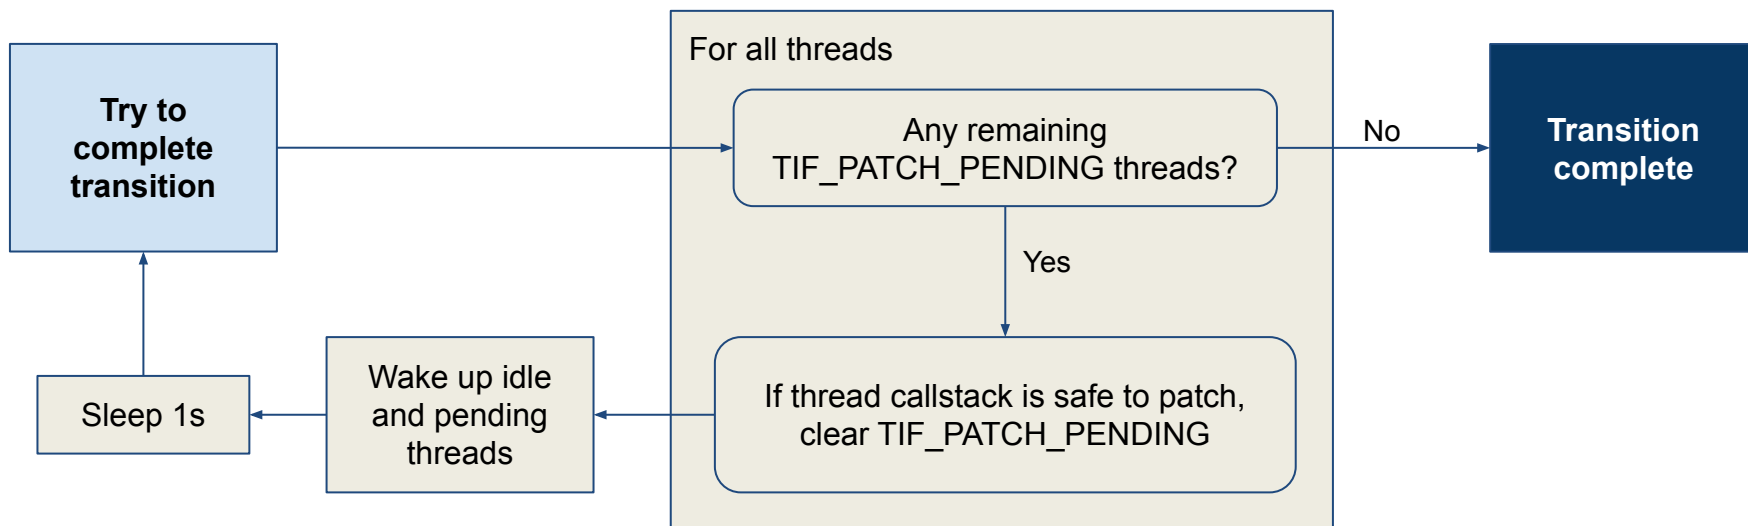 For all threads
Try to
complete
transition
Any remaining
TIF_PATCH_PENDING threads?
No
Transition
complete
Yes
If thread callstack is safe to patch,
clear TIF_PATCH_PENDING
Wake up idle
and pending
threads
Sleep 1s